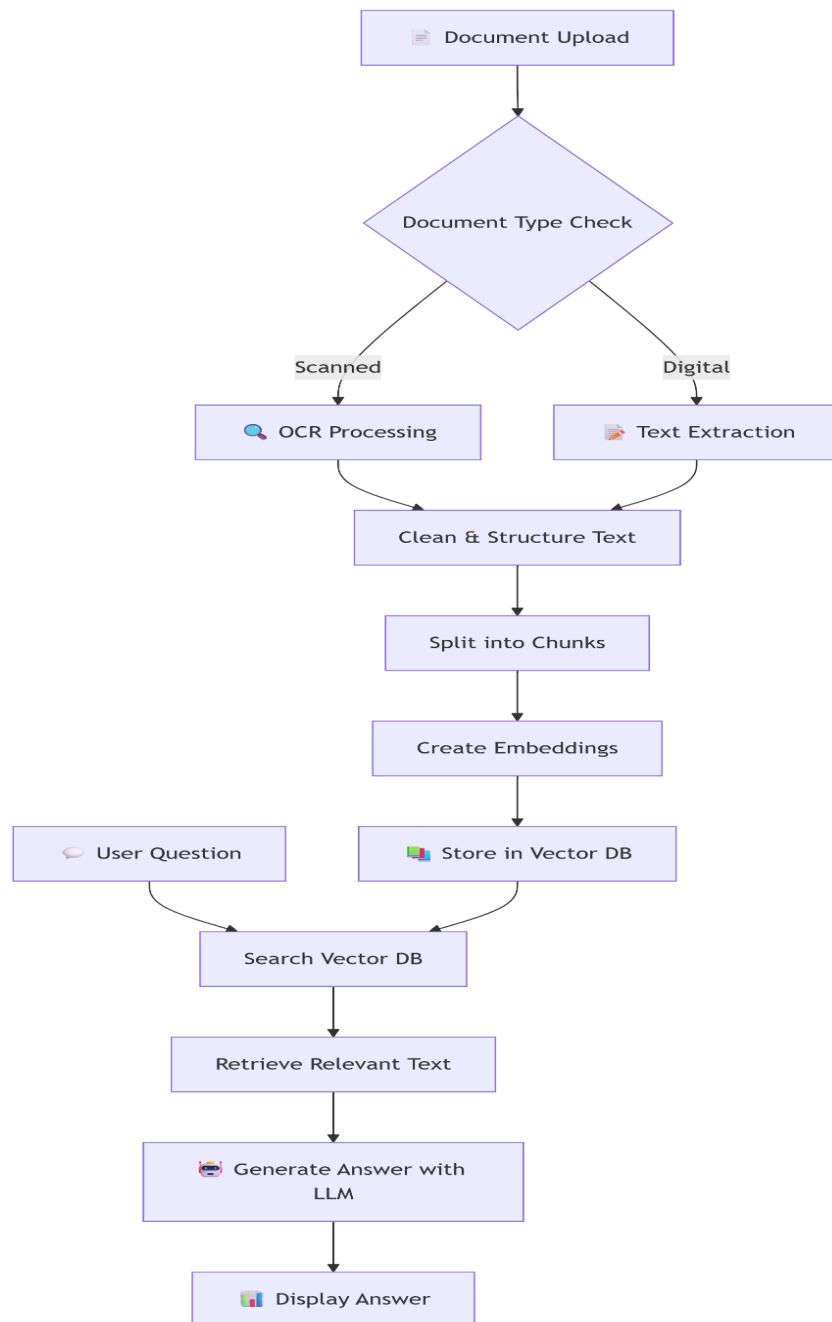 Document Upload
Document Type Check
Scanned
Digital
OCR Processing
Text Extraction
Clean & Structure Text
Split into Chunks
Create Embeddings
User Question
Store in Vector DB
Search Vector DB
Retrieve Relevant Text
Generate Answer with
LLM
Display Answer